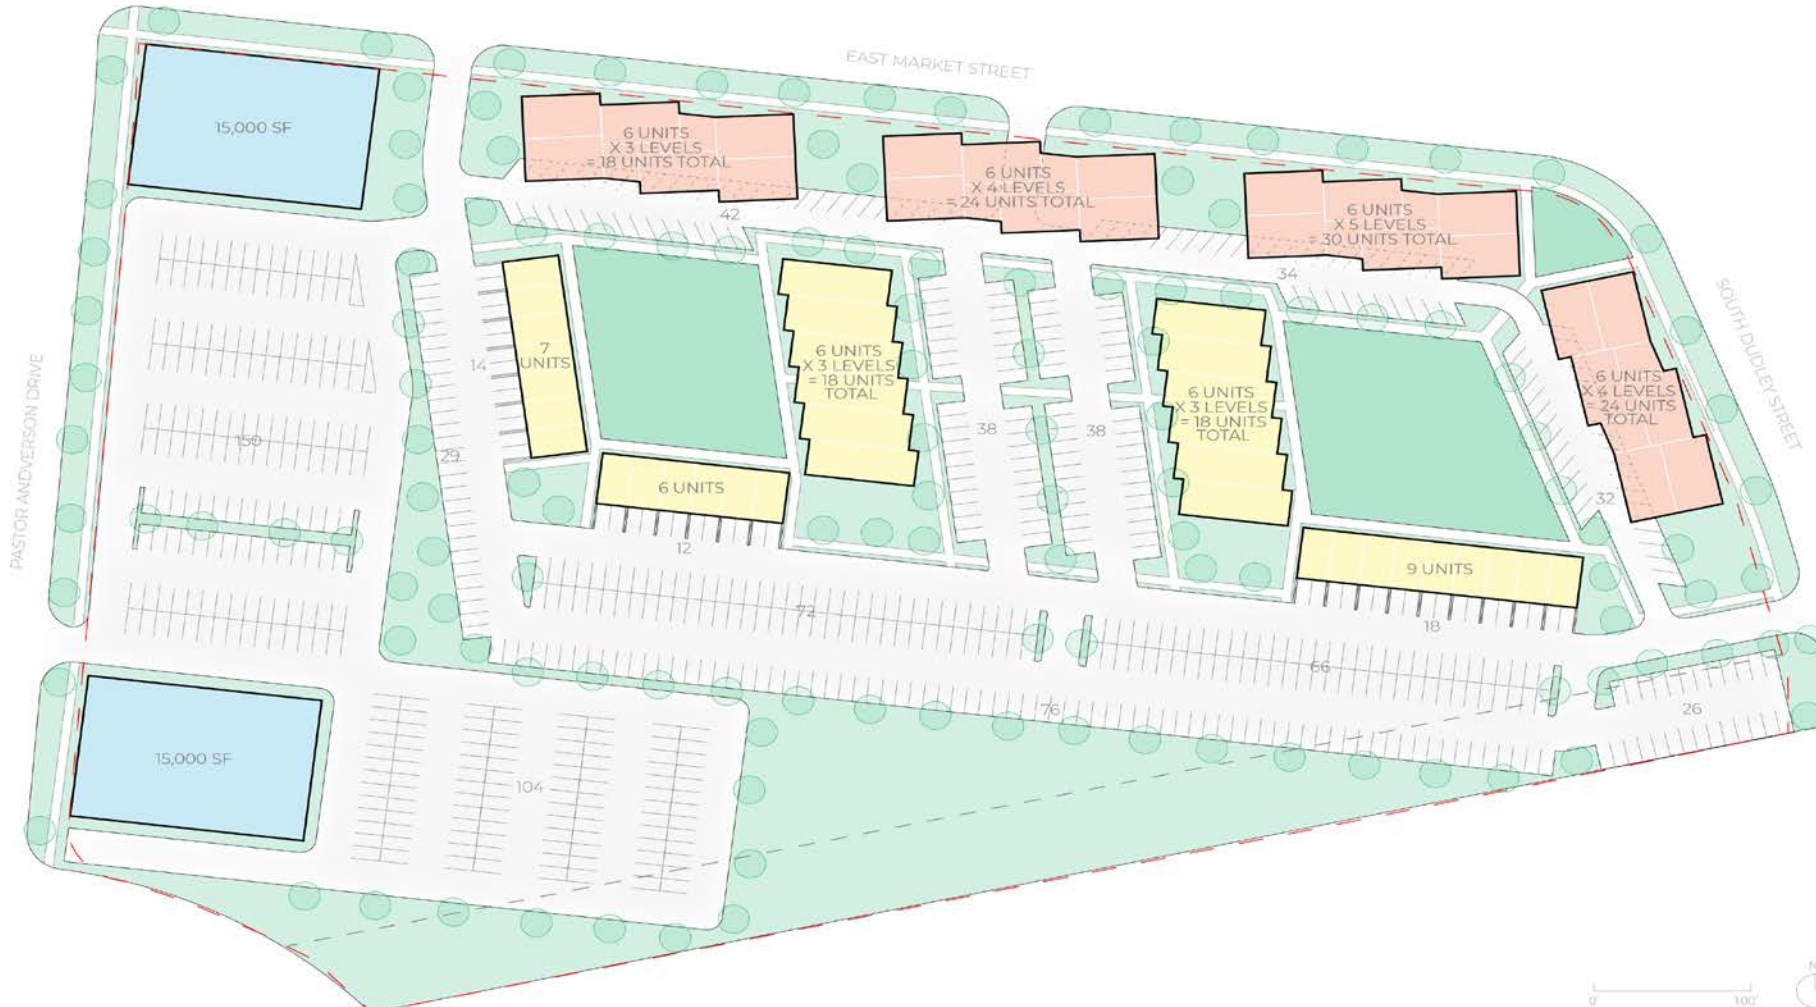 EAST MARKET STREET
15,000 SF
6 UNITS
X 3 LEVELS
= 18 UNITS TOTAL
6 UNITS
X 4 LEVELS
= 24 UNITS TOTAL
6 UNITS
X 5 LEVELS
= 30 UNITS TOTAL
42
34
SOUTH DUDLEY STREET
PASTOR ANDVERSON DRIVE
7
UNITS
14
6 UNITS
X 3 LEVELS
= 18 UNITS
TOTAL
6 UNITS
X 3 LEVELS
= 18 UNITS
TOTAL
6 UNITS
X 4 LEVELS
= 24 UNITS
TOTAL
150
29
38
38
6 UNITS
32
12
9 UNITS
72
18
66
76
26
15,000 SF
104
N
0'
100'